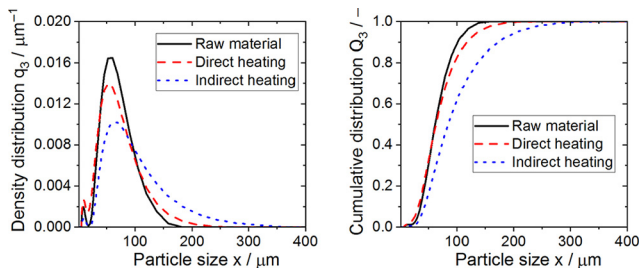 Density distribution q3 / μm⁻¹
0.020
0.016
0.012
0.008
0.004
0.000
Raw material
Direct heating
Indirect heating
0 100 200 300 400
Particle size x / μm
Cumulative distribution Q3 / −
1.0
0.8
0.6
0.4
0.2
0.0
Raw material
Direct heating
Indirect heating
0 100 200 300 400
Particle size x / μm